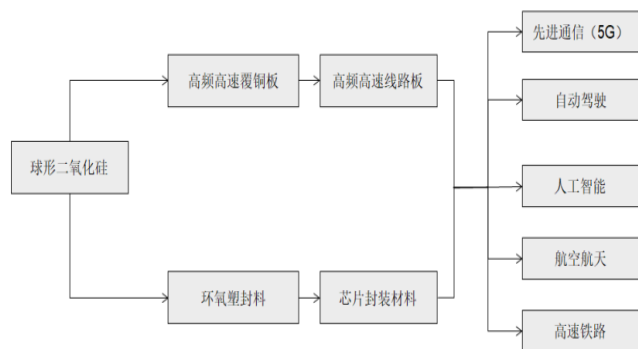 先进通信（5G）
高频高速覆铜板
高频高速线路板
自动驾驶
球形二氧化硅
人工智能
航空航天
环氧塑封料
芯片封装材料
高速铁路